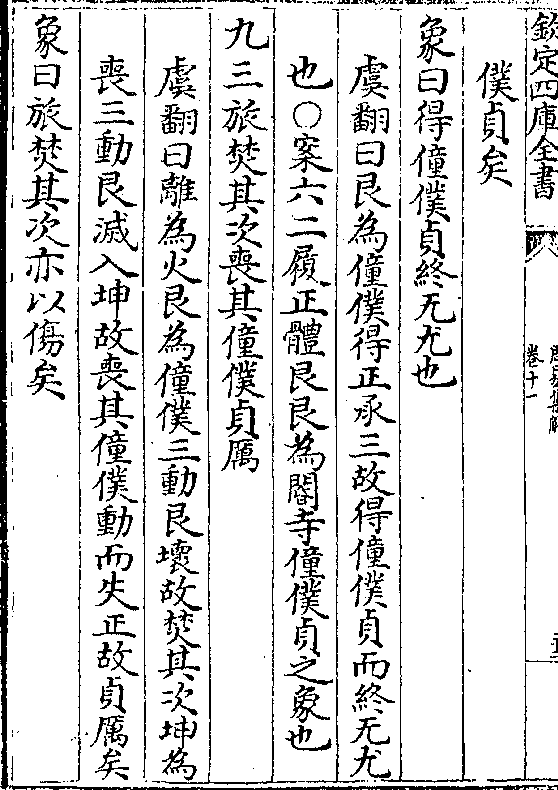 欽定四庫全書
卷十一
僕貞矣
象曰得僮僕貞終无尤也
虞翻曰艮為僮僕得正承三故得僮僕貞而終无尤
也○案六二履正體艮艮為閽寺僮僕貞之象也
九三旅焚其次喪其僮僕貞厲
虞翻曰離為火艮為僮僕三動艮壞故焚其次坤為
喪三動艮滅入坤故喪其僮僕動而失正故貞厲矣
象曰旅焚其次亦以傷矣